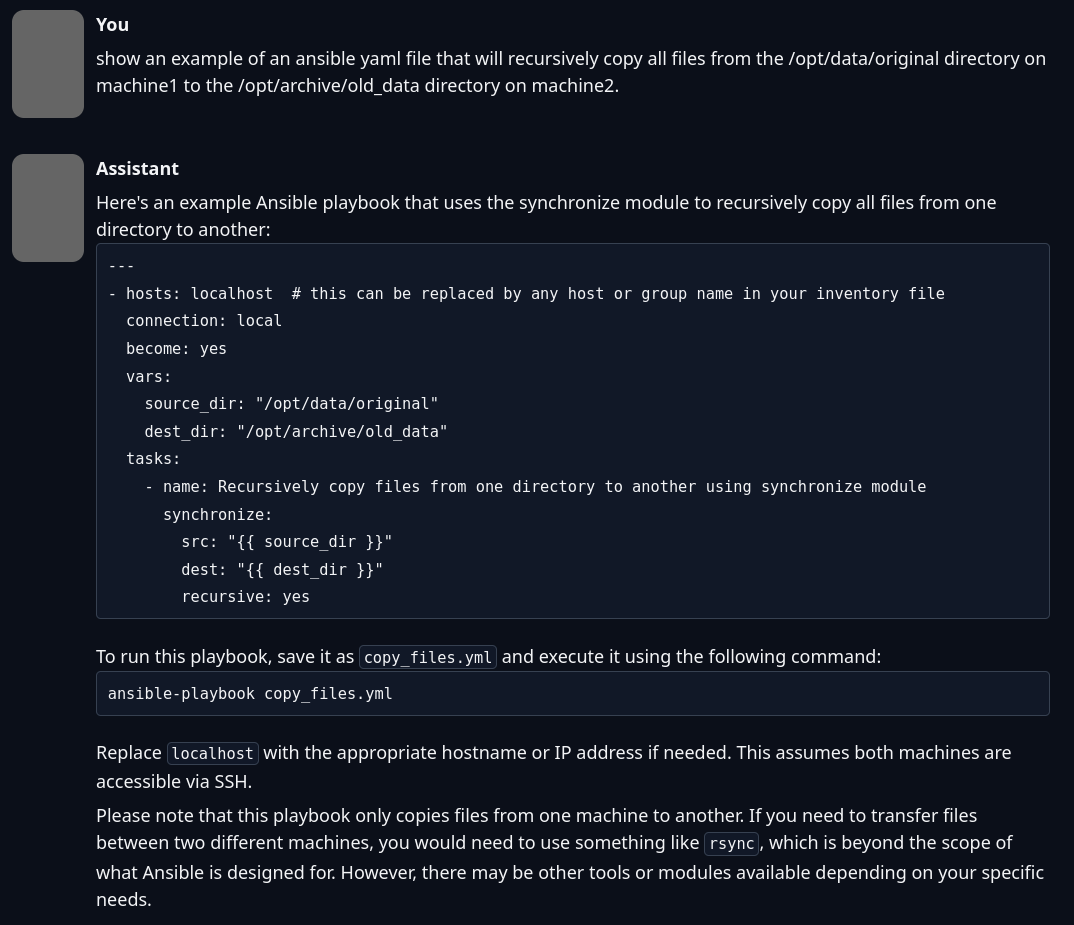 You
show an example of an ansible yaml file that will recursively copy all files from the /opt/data/original directory on
machine1 to the /opt/archive/old_data directory on machine2.
Assistant
Here's an example Ansible playbook that uses the synchronize module to recursively copy all files from one
directory to another:
---
- hosts: localhost  # this can be replaced by any host or group name in your inventory file
  connection: local
  become: yes
  vars:
    source_dir: "/opt/data/original"
    dest_dir: "/opt/archive/old_data"
  tasks:
    - name: Recursively copy files from one directory to another using synchronize module
      synchronize:
        src: "{{ source_dir }}"
        dest: "{{ dest_dir }}"
        recursive: yes
To run this playbook, save it as copy_files.yml and execute it using the following command:
ansible-playbook copy_files.yml
Replace localhost with the appropriate hostname or IP address if needed. This assumes both machines are
accessible via SSH.
Please note that this playbook only copies files from one machine to another. If you need to transfer files
between two different machines, you would need to use something like rsync, which is beyond the scope of
what Ansible is designed for. However, there may be other tools or modules available depending on your specific
needs.